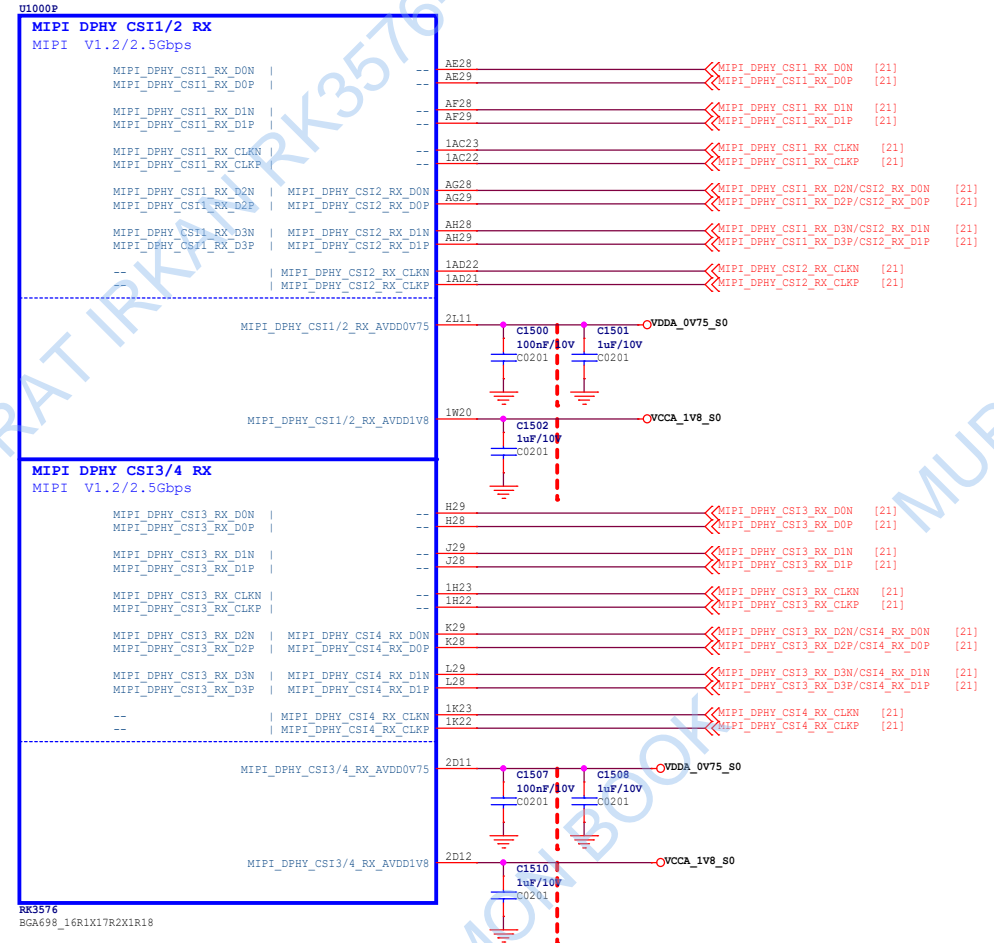 U1000P
MIPI DPHY CSI1/2 RX
MIPI V1.2/2.5Gbps
MIPI_DPHY_CSI1_RX_D0N | -- AE28 MIPI_DPHY_CSI1_RX_D0N [21]
MIPI_DPHY_CSI1_RX_D0P | -- AE29 MIPI_DPHY_CSI1_RX_D0P [21]
MIPI_DPHY_CSI1_RX_D1N | -- AF28 MIPI_DPHY_CSI1_RX_D1N [21]
MIPI_DPHY_CSI1_RX_D1P | -- AF29 MIPI_DPHY_CSI1_RX_D1P [21]
MIPI_DPHY_CSI1_RX_CLKN | -- 1AC23 MIPI_DPHY_CSI1_RX_CLKN [21]
MIPI_DPHY_CSI1_RX_CLKP | -- 1AC22 MIPI_DPHY_CSI1_RX_CLKP [21]
MIPI_DPHY_CSI1_RX_D2N | MIPI_DPHY_CSI2_RX_D0N AG28 MIPI_DPHY_CSI1_RX_D2N/CSI2_RX_D0N [21]
MIPI_DPHY_CSI1_RX_D2P | MIPI_DPHY_CSI2_RX_D0P AG29 MIPI_DPHY_CSI1_RX_D2P/CSI2_RX_D0P [21]
MIPI_DPHY_CSI1_RX_D3N | MIPI_DPHY_CSI2_RX_D1N AH28 MIPI_DPHY_CSI1_RX_D3N/CSI2_RX_D1N [21]
MIPI_DPHY_CSI1_RX_D3P | MIPI_DPHY_CSI2_RX_D1P AH29 MIPI_DPHY_CSI1_RX_D3P/CSI2_RX_D1P [21]
-- | MIPI_DPHY_CSI2_RX_CLKN 1AD22 MIPI_DPHY_CSI2_RX_CLKN [21]
-- | MIPI_DPHY_CSI2_RX_CLKP 1AD21 MIPI_DPHY_CSI2_RX_CLKP [21]
MIPI_DPHY_CSI1/2_RX_AVDD0V75 2L11 VDDA_0V75_S0
C1500 C1501
100nF/10V 1uF/10V
C0201 C0201
MIPI_DPHY_CSI1/2_RX_AVDD1V8 1W20 VCCA_1V8_S0
C1502
1uF/10V
C0201
MIPI DPHY CSI3/4 RX
MIPI V1.2/2.5Gbps
MIPI_DPHY_CSI3_RX_D0N | -- H29 MIPI_DPHY_CSI3_RX_D0N [21]
MIPI_DPHY_CSI3_RX_D0P | -- H28 MIPI_DPHY_CSI3_RX_D0P [21]
MIPI_DPHY_CSI3_RX_D1N | -- J29 MIPI_DPHY_CSI3_RX_D1N [21]
MIPI_DPHY_CSI3_RX_D1P | -- J28 MIPI_DPHY_CSI3_RX_D1P [21]
MIPI_DPHY_CSI3_RX_CLKN | -- 1H23 MIPI_DPHY_CSI3_RX_CLKN [21]
MIPI_DPHY_CSI3_RX_CLKP | -- 1H22 MIPI_DPHY_CSI3_RX_CLKP [21]
MIPI_DPHY_CSI3_RX_D2N | MIPI_DPHY_CSI4_RX_D0N K29 MIPI_DPHY_CSI3_RX_D2N/CSI4_RX_D0N [21]
MIPI_DPHY_CSI3_RX_D2P | MIPI_DPHY_CSI4_RX_D0P K28 MIPI_DPHY_CSI3_RX_D2P/CSI4_RX_D0P [21]
MIPI_DPHY_CSI3_RX_D3N | MIPI_DPHY_CSI4_RX_D1N L29 MIPI_DPHY_CSI3_RX_D3N/CSI4_RX_D1N [21]
MIPI_DPHY_CSI3_RX_D3P | MIPI_DPHY_CSI4_RX_D1P L28 MIPI_DPHY_CSI3_RX_D3P/CSI4_RX_D1P [21]
-- | MIPI_DPHY_CSI4_RX_CLKN 1K23 MIPI_DPHY_CSI4_RX_CLKN [21]
-- | MIPI_DPHY_CSI4_RX_CLKP 1K22 MIPI_DPHY_CSI4_RX_CLKP [21]
MIPI_DPHY_CSI3/4_RX_AVDD0V75 2D11 VDDA_0V75_S0
C1507 C1508
100nF/10V 1uF/10V
C0201 C0201
MIPI_DPHY_CSI3/4_RX_AVDD1V8 2D12 VCCA_1V8_S0
C1510
1uF/10V
C0201
RK3576
BGA698_16R1X17R2X1R18
RAT IRKAN RK3576
MON BOOK
MUR